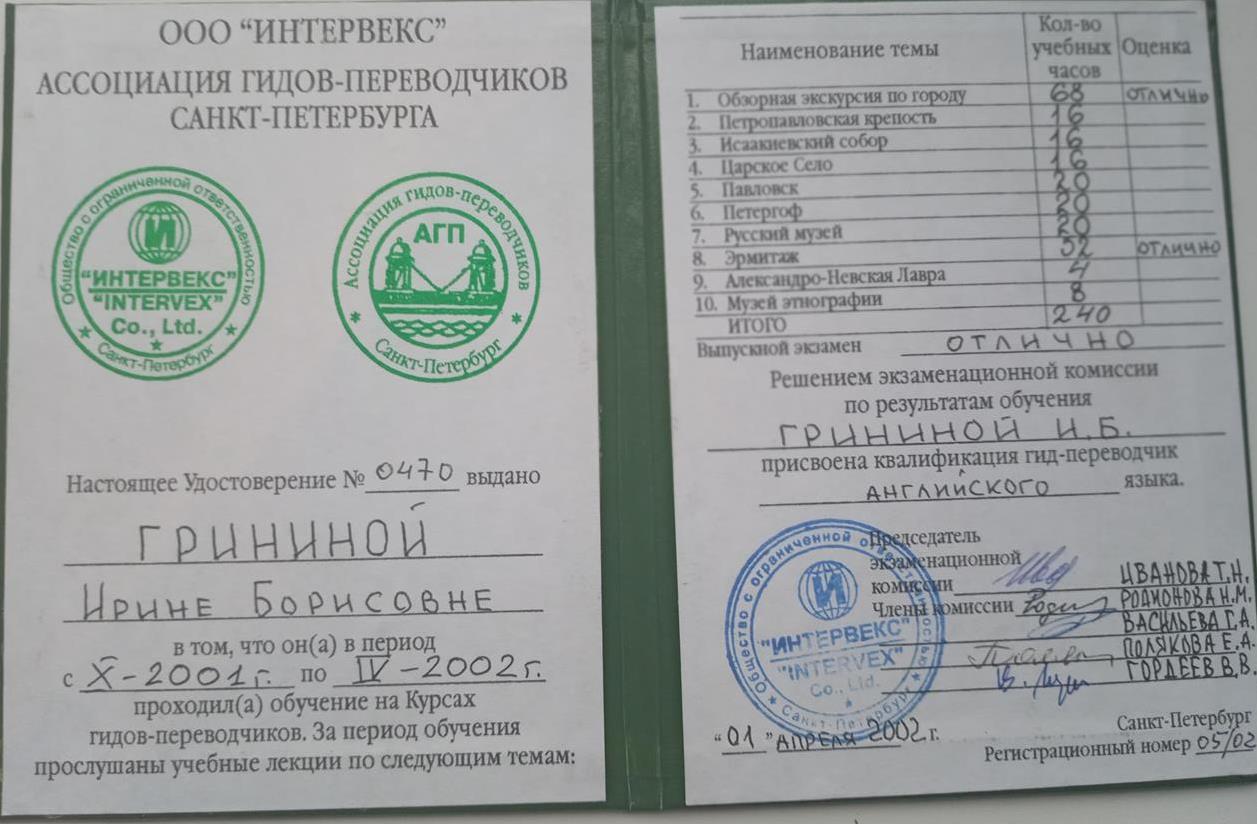 ООО “ИНТЕРВЕКС”
АССОЦИАЦИЯ ГИДОВ-ПЕРЕВОДЧИКОВ
САНКТ-ПЕТЕРБУРГА
Общество с ограниченной ответственностью
И
“ИНТЕРВЕКС”
“INTERVEX”
Co., Ltd.
Санкт-Петербург
Ассоциация гидов-переводчиков
АГП
Санкт-Петербург
Настоящее Удостоверение № 0470 выдано
ГРИНИНОЙ
ИРИНЕ БОРИСОВНЕ
в том, что он(а) в период
с X-2001г. по IV-2002г.
проходил(а) обучение на Курсах
гидов-переводчиков. За период обучения
прослушаны учебные лекции по следующим темам:
Наименование темы Кол-во учебных часов Оценка
1. Обзорная экскурсия по городу 68 ОТЛИЧНО
2. Петропавловская крепость 16
3. Исаакиевский собор 16
4. Царское Село 16
5. Павловск 20
6. Петергоф 20
7. Русский музей 20
8. Эрмитаж 52 ОТЛИЧНО
9. Александро-Невская Лавра 4
10. Музей этнографии 8
ИТОГО 240
Выпускной экзамен ОТЛИЧНО
Решением экзаменационной комиссии
по результатам обучения
ГРИНИНОЙ И.Б.
присвоена квалификация гид-переводчик
АНГЛИЙСКОГО языка.
Председатель
экзаменационной
комиссии ИВАНОВА Т.Н.
Члены комиссии РОДИОНОВА Н.М.
ВАСИЛЬЕВА Г.А.
ПОЛЯКОВА Е.А.
ГОРДЕЕВ В.В.
Общество с ограниченной ответственностью
И
“ИНТЕРВЕКС”
“INTERVEX”
Co., Ltd.
Санкт-Петербург
“01” АПРЕЛЯ 2002 г.
Санкт-Петербург
Регистрационный номер 05/02